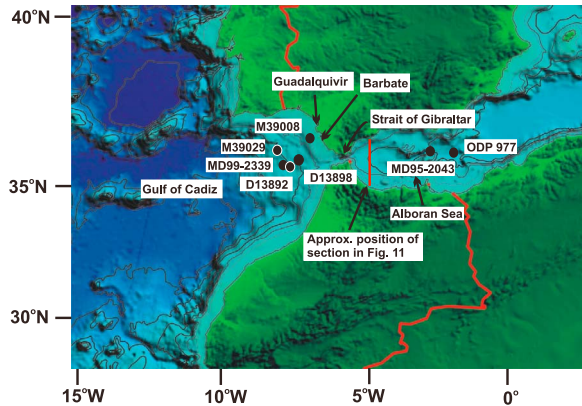 40°N
Guadalquivir
Barbate
M39008
Strait of Gibraltar
M39029
ODP 977
MD99-2339
MD95-2043
Gulf of Cadiz
D13898
35°N
D13892
Alboran Sea
Approx. position of
section in Fig. 11
30°N
15°W
10°W
5°W
0°